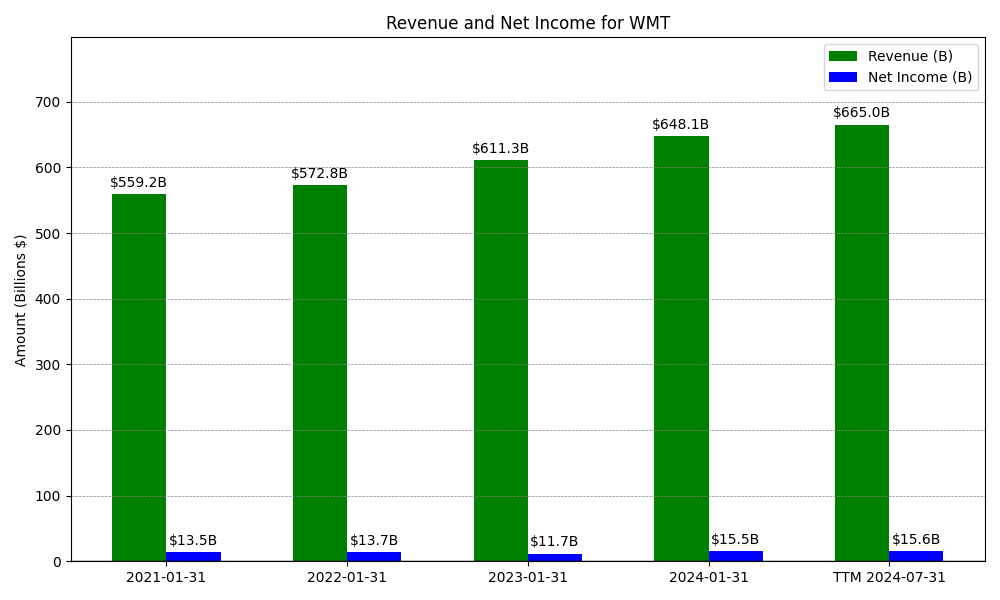 Revenue and Net Income for WMT
Revenue (B)
Net Income (B)
Amount (Billions $)
700
600
500
400
300
200
100
0
$559.2B
$572.8B
$611.3B
$648.1B
$665.0B
$13.5B
$13.7B
$11.7B
$15.5B
$15.6B
2021-01-31
2022-01-31
2023-01-31
2024-01-31
TTM 2024-07-31